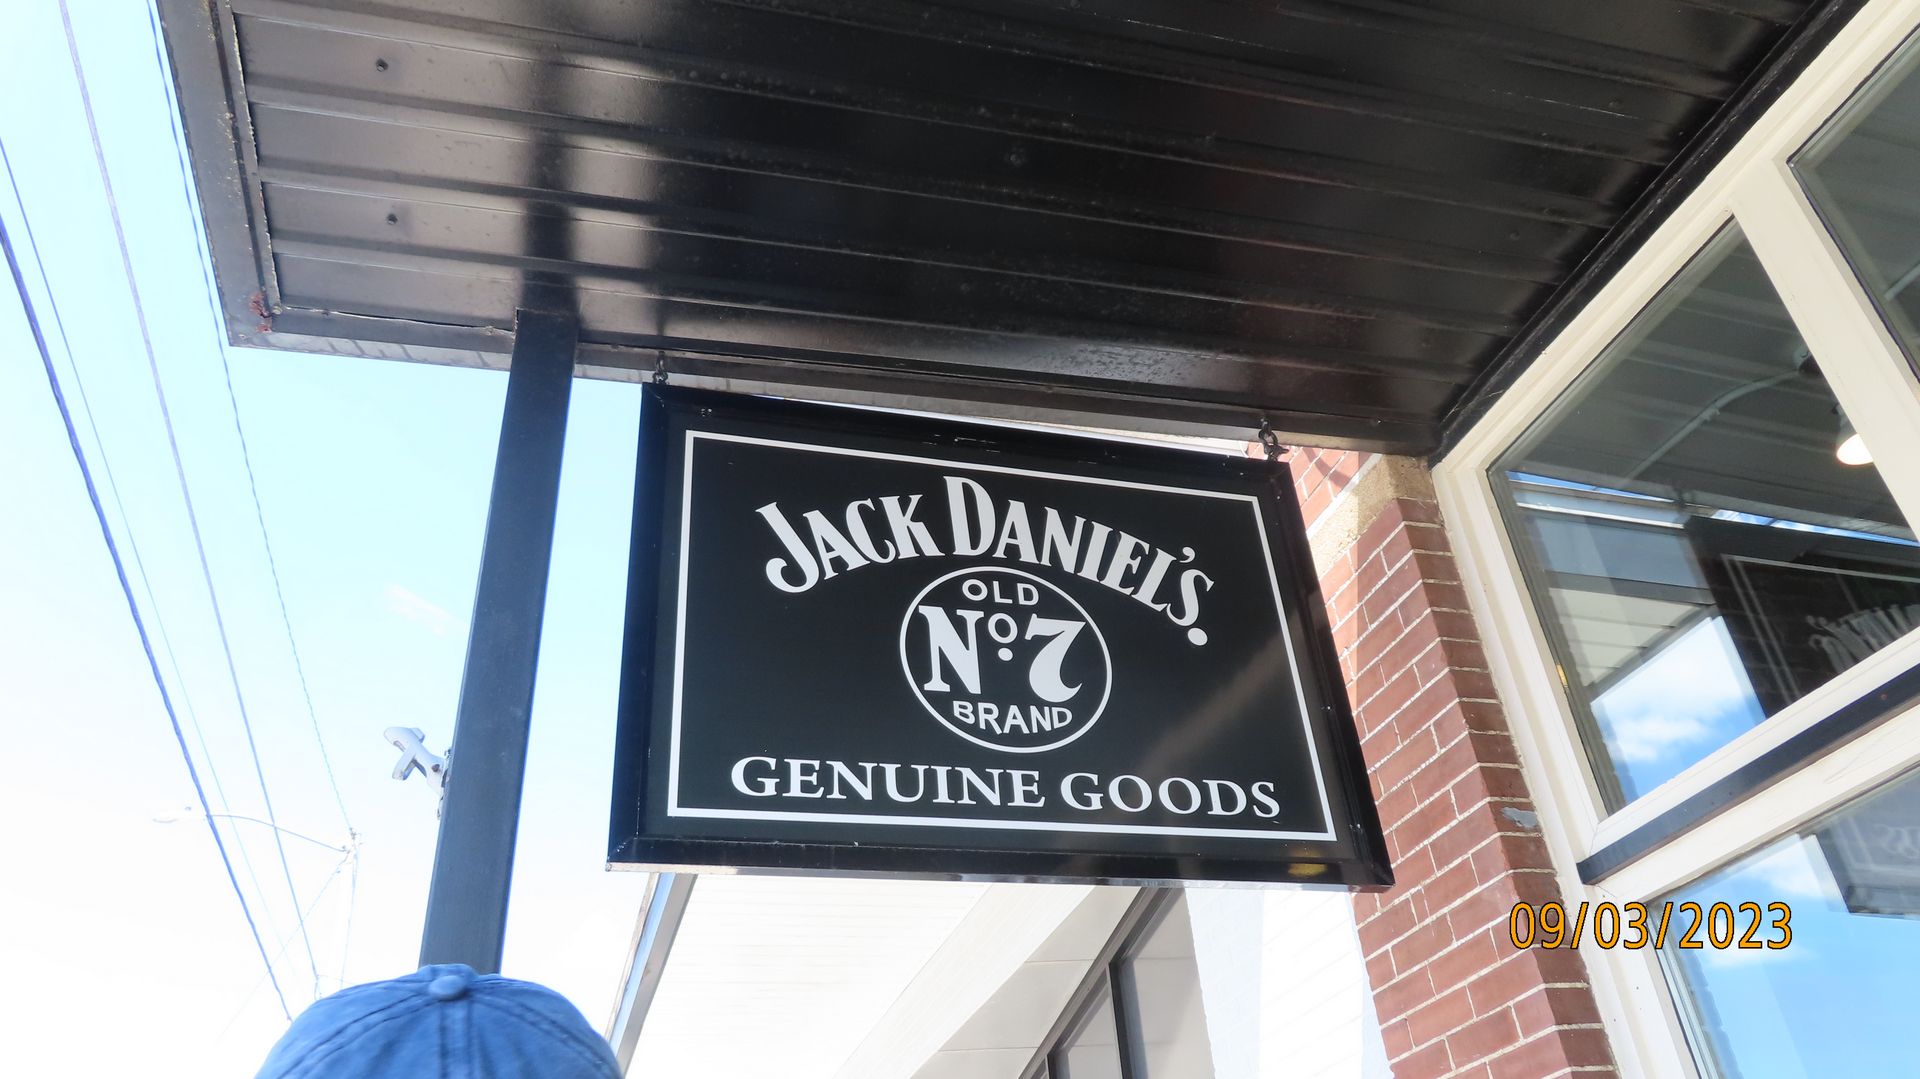 JACK DANIEL'S.
OLD
Nº7
BRAND
GENUINE GOODS
09/03/2023